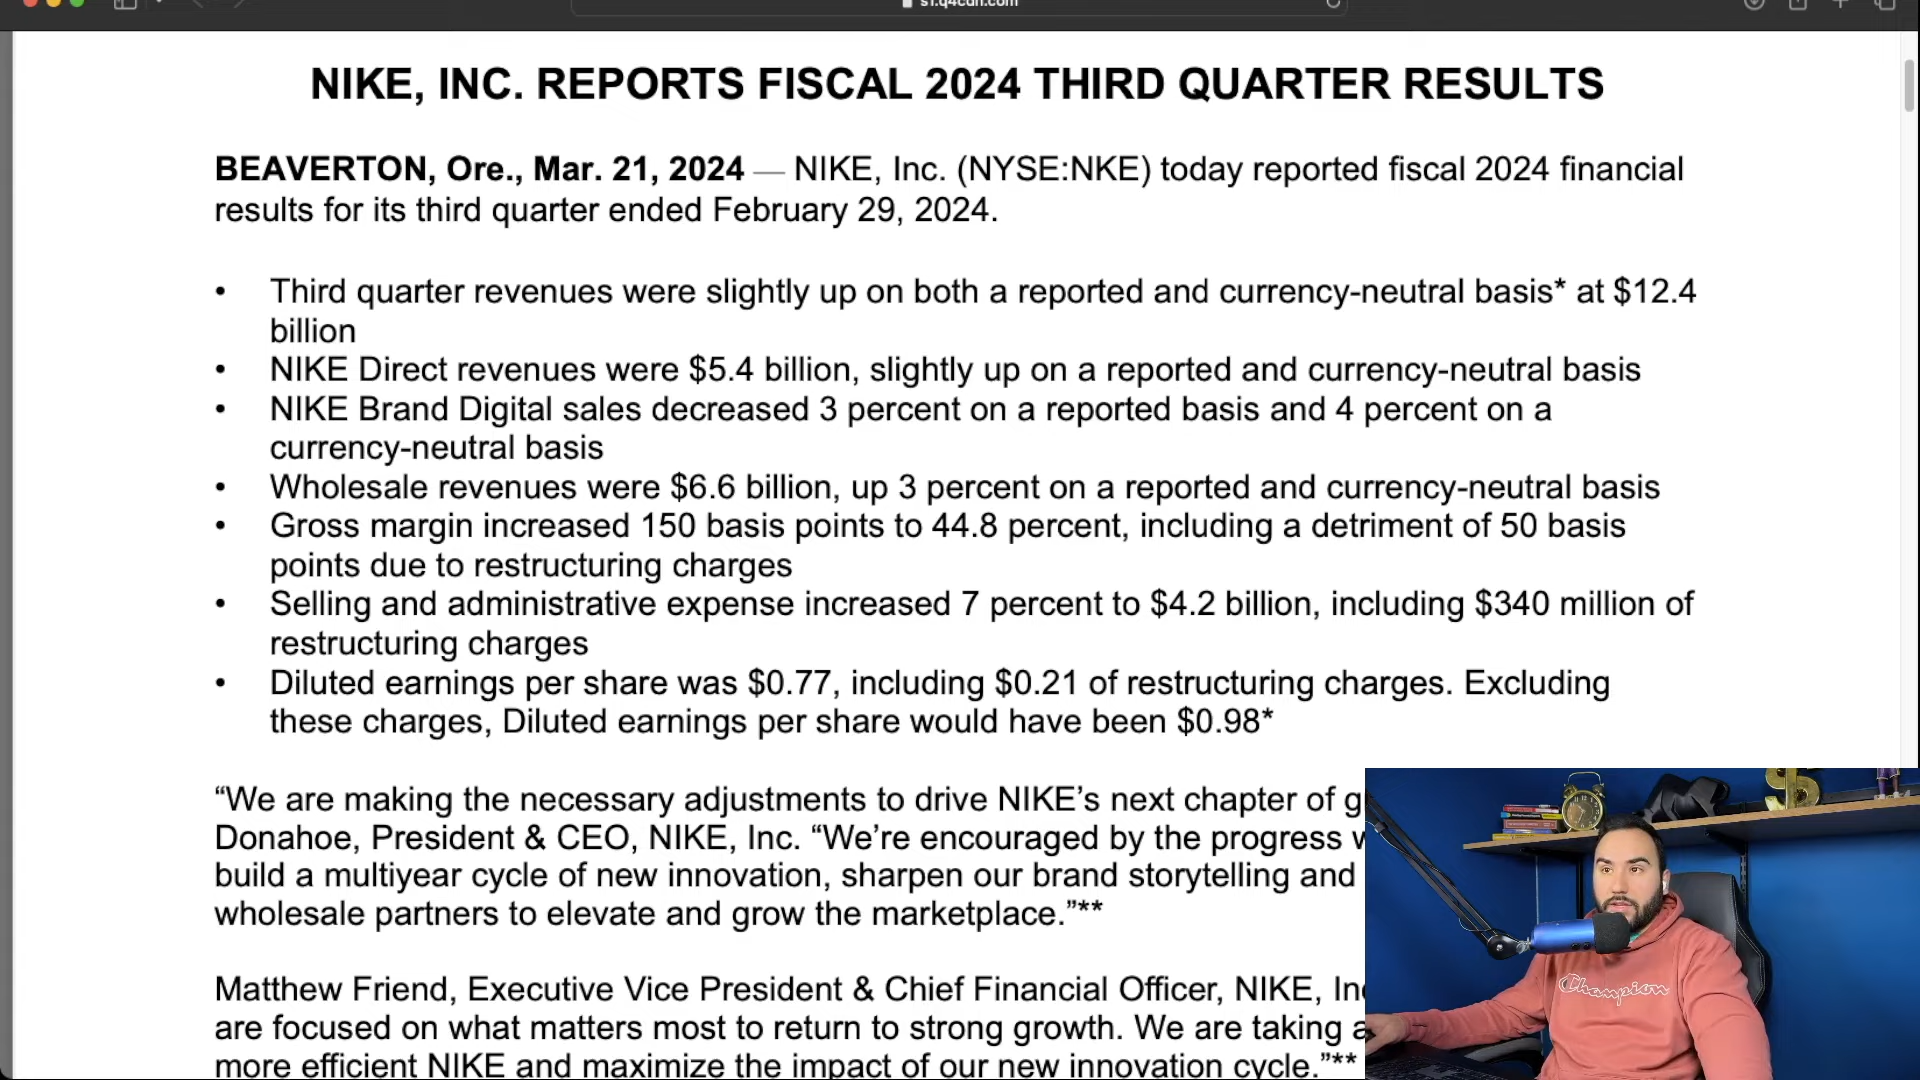 s1.q4cdn.com
NIKE, INC. REPORTS FISCAL 2024 THIRD QUARTER RESULTS
BEAVERTON, Ore., Mar. 21, 2024 — NIKE, Inc. (NYSE:NKE) today reported fiscal 2024 financial
results for its third quarter ended February 29, 2024.
• Third quarter revenues were slightly up on both a reported and currency-neutral basis* at $12.4
billion
• NIKE Direct revenues were $5.4 billion, slightly up on a reported and currency-neutral basis
• NIKE Brand Digital sales decreased 3 percent on a reported basis and 4 percent on a
currency-neutral basis
• Wholesale revenues were $6.6 billion, up 3 percent on a reported and currency-neutral basis
• Gross margin increased 150 basis points to 44.8 percent, including a detriment of 50 basis
points due to restructuring charges
• Selling and administrative expense increased 7 percent to $4.2 billion, including $340 million of
restructuring charges
• Diluted earnings per share was $0.77, including $0.21 of restructuring charges. Excluding
these charges, Diluted earnings per share would have been $0.98*
“We are making the necessary adjustments to drive NIKE’s next chapter of
Donahoe, President & CEO, NIKE, Inc. “We’re encouraged by the progress
build a multiyear cycle of new innovation, sharpen our brand storytelling and
wholesale partners to elevate and grow the marketplace.”**
Matthew Friend, Executive Vice President & Chief Financial Officer, NIKE,
are focused on what matters most to return to strong growth. We are taking
more efficient NIKE and maximize the impact of our new innovation cycle.”**
Champion